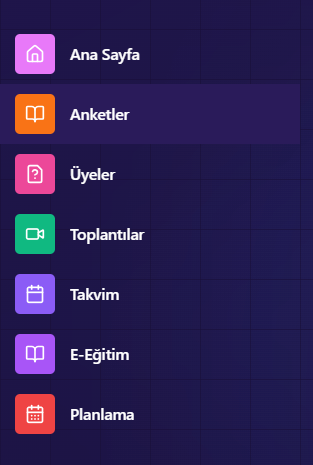 Ana Sayfa
Anketler
Üyeler
Toplantılar
Takvim
E-Eğitim
Planlama